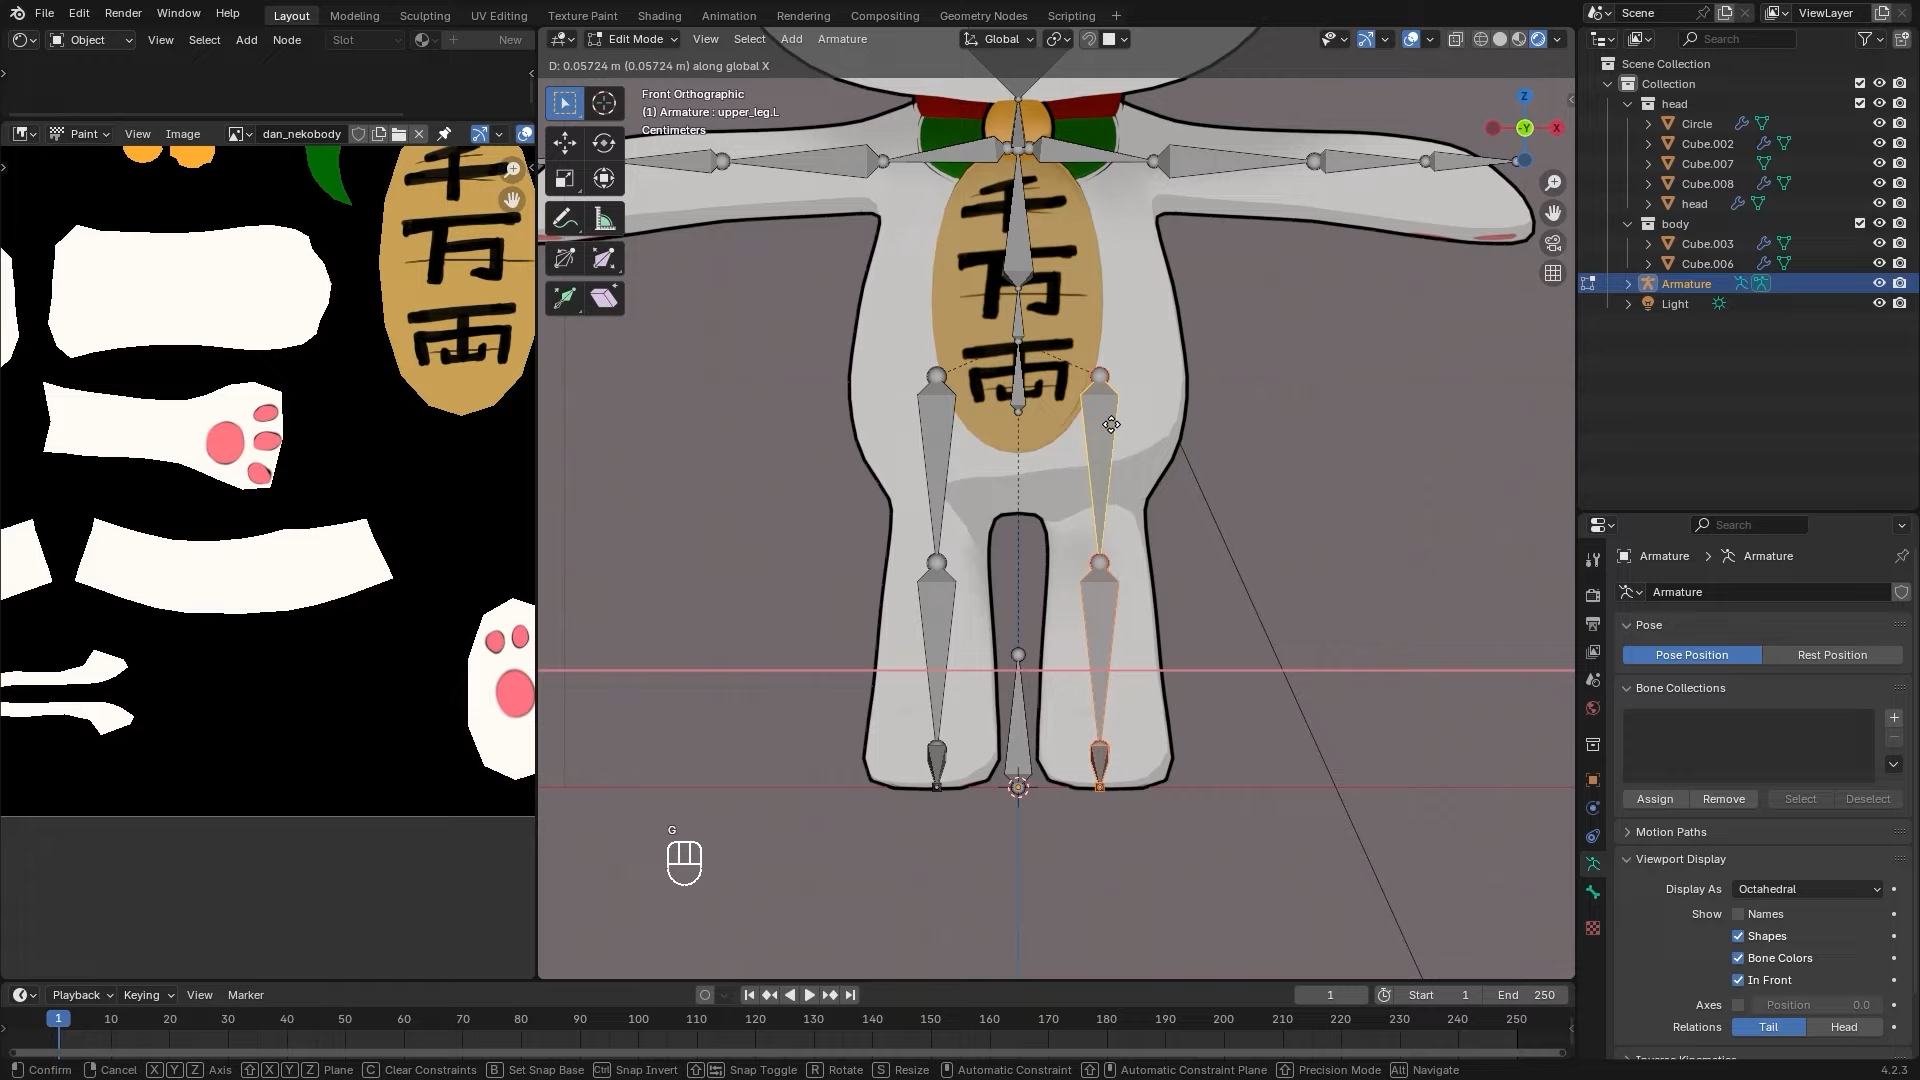 File Edit Render Window Help Layout Modeling Sculpting UV Editing Texture Paint Shading Animation Rendering Compositing Geometry Nodes Scripting + Scene ViewLayer
Object View Select Add Node Slot New Edit Mode View Select Add Armature Global Search
D: 0.05724 m (0.05724 m) along global X
Scene Collection
Collection
head
Circle
Cube.002
Cube.007
Cube.008
head
body
Cube.003
Cube.006
Armature
Light
Paint View Image dan_nekobody
Front Orthographic
(1) Armature : upper_leg.L
Centimeters
Z
-Y X
千
万
両
千
万
両
G
Search
Armature > Armature
Armature
Pose
Pose Position Rest Position
Bone Collections
Assign Remove Select Deselect
Motion Paths
Viewport Display
Display As Octahedral
Show Names
Shapes
Bone Colors
In Front
Axes Position 0.0
Relations Tail Head
Playback Keying View Marker 1 Start 1 End 250
1 10 20 30 40 50 60 70 80 90 100 110 120 130 140 150 160 170 180 190 200 210 220 230 240 250
Confirm Cancel X Y Z Axis X Y Z Plane C Clear Constraints B Set Snap Base Ctrl Snap Invert Snap Toggle R Rotate S Resize Automatic Constraint Automatic Constraint Plane Precision Mode Alt Navigate 4.2.3